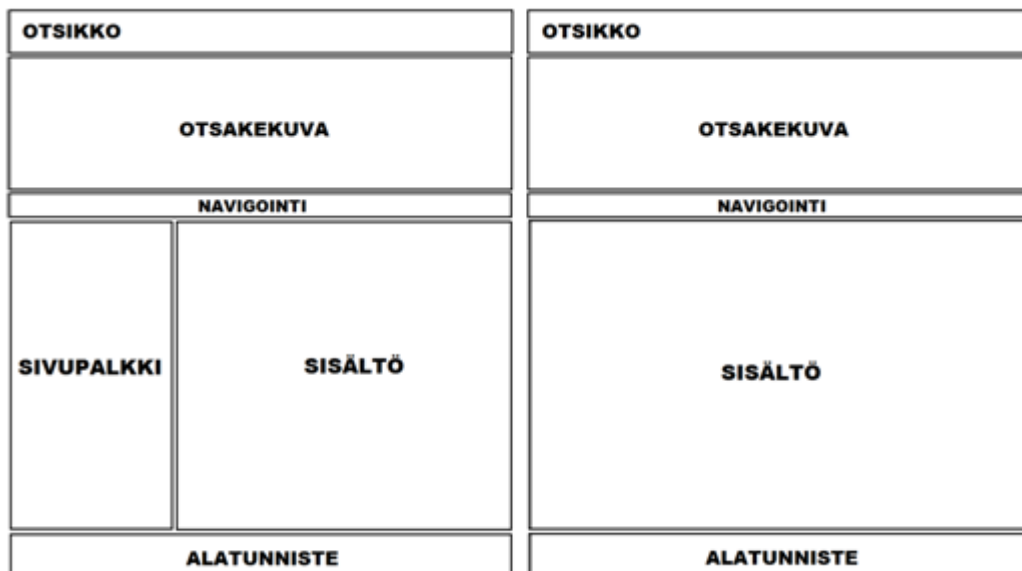 OTSIKKO
OTSAKEKUVA
NAVIGOINTI
SIVUPALKKI
SISÄLTÖ
ALATUNNISTE
OTSIKKO
OTSAKEKUVA
NAVIGOINTI
SISÄLTÖ
ALATUNNISTE